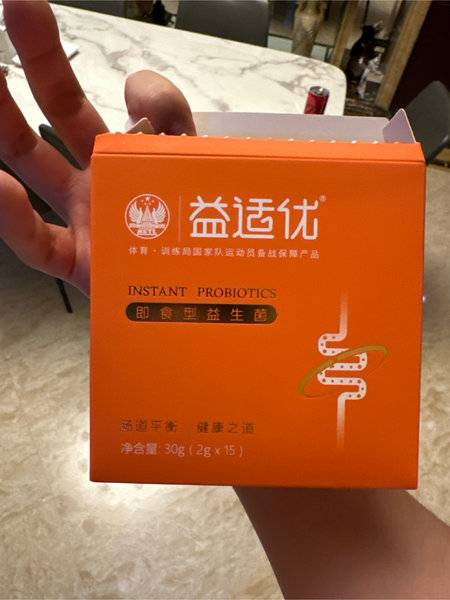 益适优®
体育·训练局国家队运动员备战保障产品
INSTANT PROBIOTICS
即食型益生菌
肠道平衡 健康之道
净含量: 30g ( 2g x 15 )